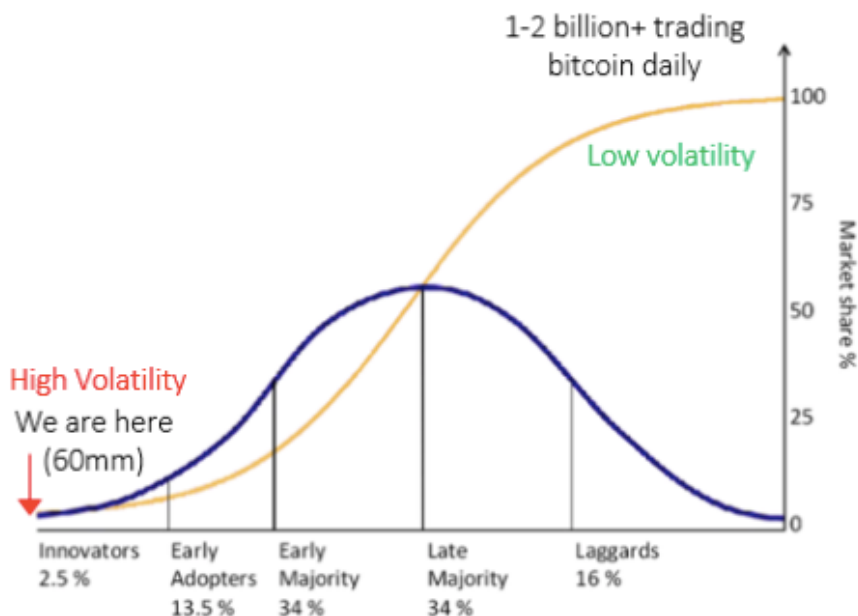 1-2 billion+ trading
bitcoin daily
100
Low volatility
75
Market share %
50
High Volatility
We are here
(60mm)
25
0
Innovators
2.5 %
Early
Adopters
13.5 %
Early
Majority
34 %
Late
Majority
34 %
Laggards
16 %